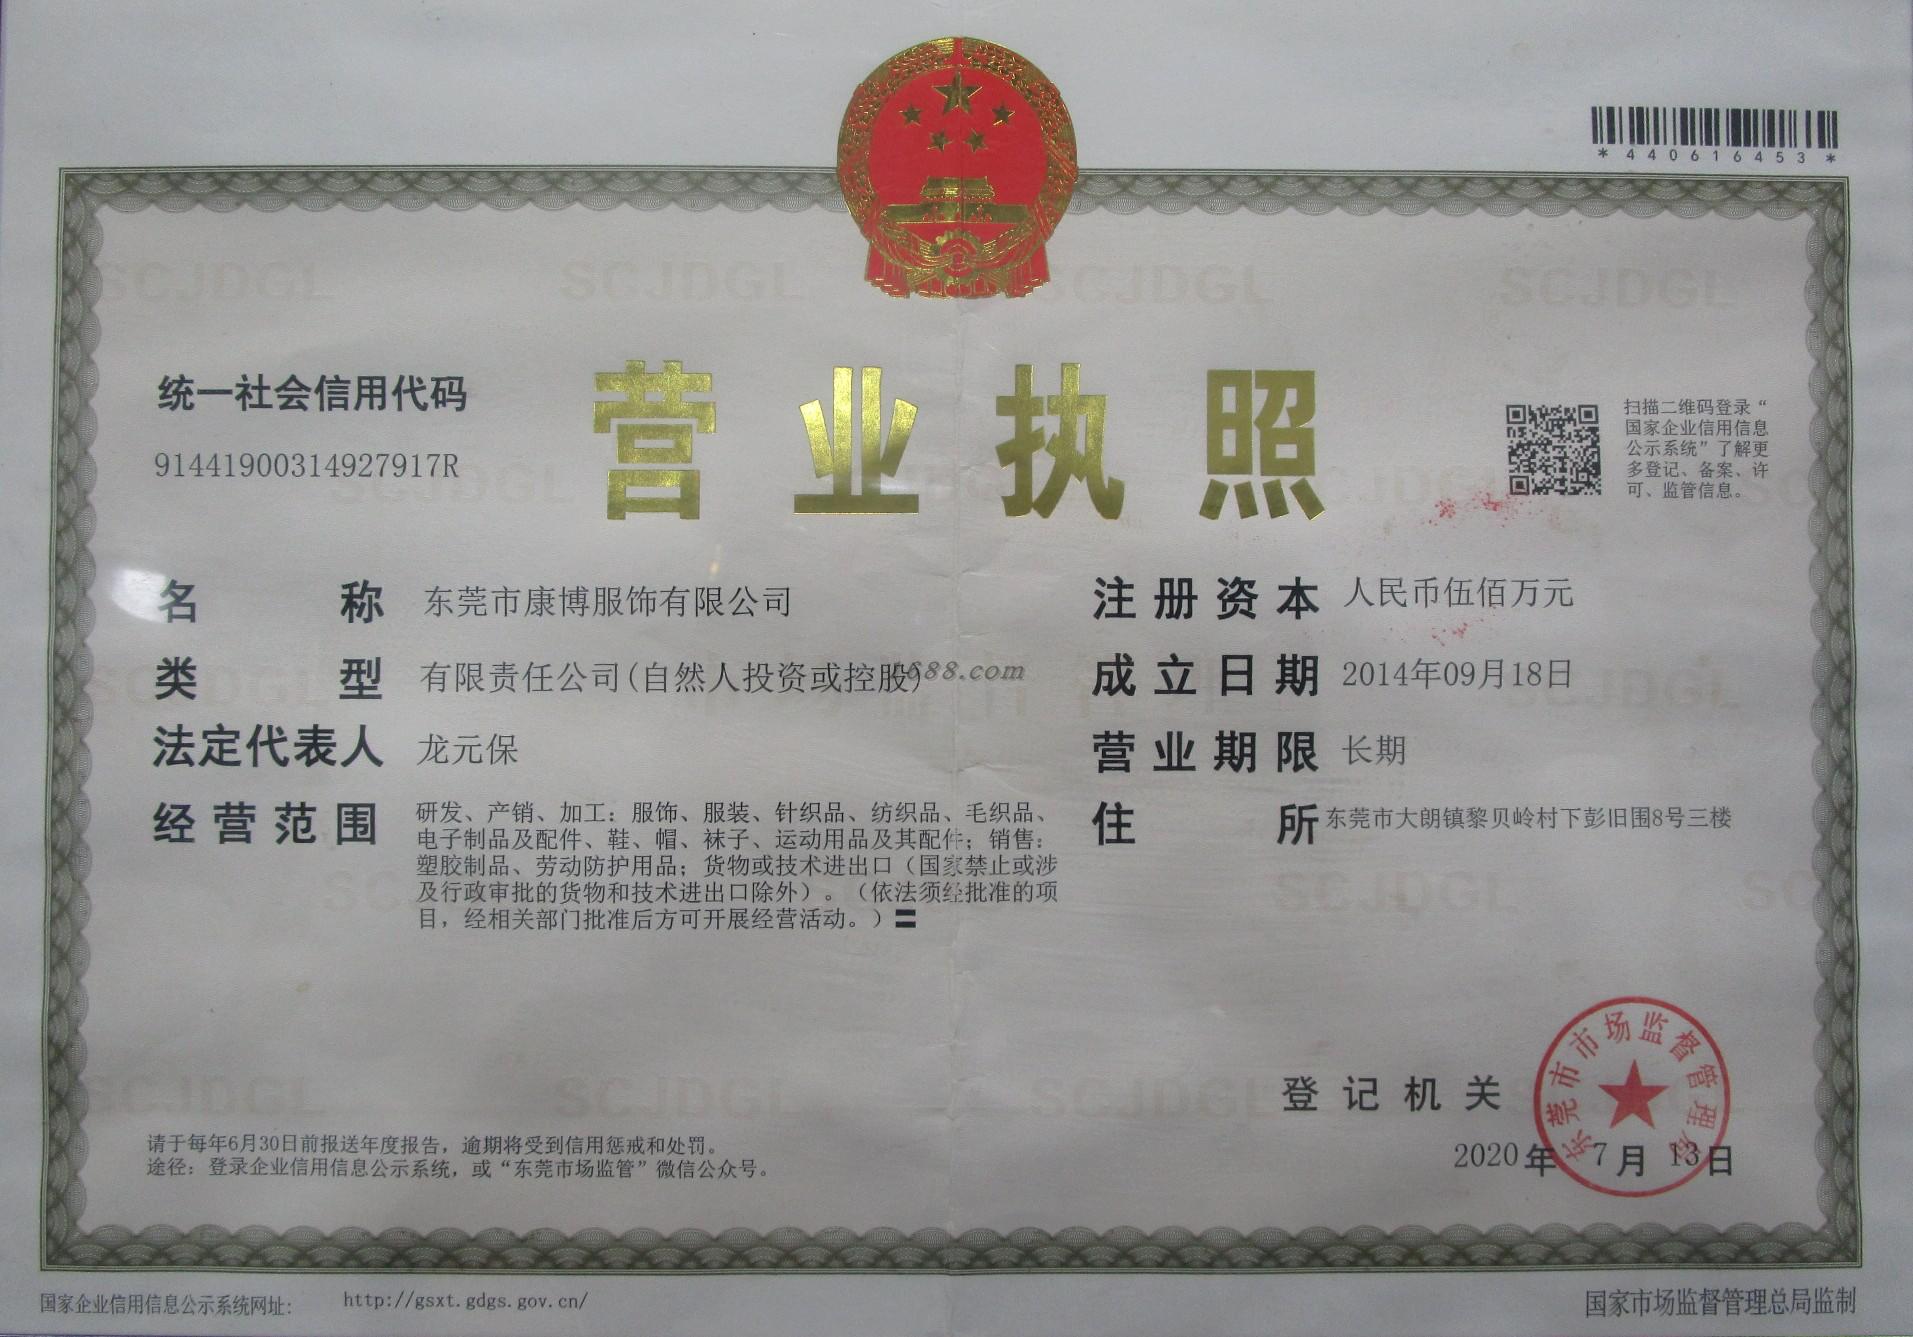 *440616453*
统一社会信用代码
91441900314927917R
营业执照
扫描二维码登录“
国家企业信用信息
公示系统”了解更
多登记、备案、许
可、监管信息。
名称 东莞市康博服饰有限公司
类型 有限责任公司(自然人投资或控股)
法定代表人 龙元保
经营范围 研发、产销、加工：服饰、服装、针织品、纺织品、毛织品、
电子制品及配件、鞋、帽、袜子、运动用品及其配件；销售：
塑胶制品、劳动防护用品；货物或技术进出口（国家禁止或涉
及行政审批的货物和技术进出口除外）。（依法须经批准的项
目，经相关部门批准后方可开展经营活动。）〓
注册资本 人民币伍佰万元
成立日期 2014年09月18日
营业期限 长期
住所 东莞市大朗镇黎贝岭村下彭旧围8号三楼
1688.com
登记机关
东莞市市场监督管理局
2020年7月13日
请于每年6月30日前报送年度报告，逾期将受到信用惩戒和处罚。
途径：登录企业信用信息公示系统，或“东莞市场监管”微信公众号。
国家企业信用信息公示系统网址： http://gsxt.gdgs.gov.cn/
国家市场监督管理总局监制